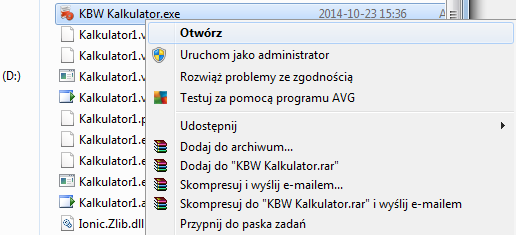 KBW Kalkulator.exe 2014-10-23 15:36 A
Kalkulator1.v
Otwórz
Kalkulator1.v
Uruchom jako administrator
(D:)
Kalkulator1.v
Rozwiąż problemy ze zgodnością
Kalkulator1.v
Testuj za pomocą programu AVG
Kalkulator1.p
Udostępnij
Kalkulator1.e
Dodaj do archiwum...
Kalkulator1.e
Dodaj do "KBW Kalkulator.rar"
Kalkulator1.e
Skompresuj i wyślij e-mailem...
Kalkulator1.a
Skompresuj do "KBW Kalkulator.rar" i wyślij e-mailem
Ionic.Zlib.dll
Przypnij do paska zadań